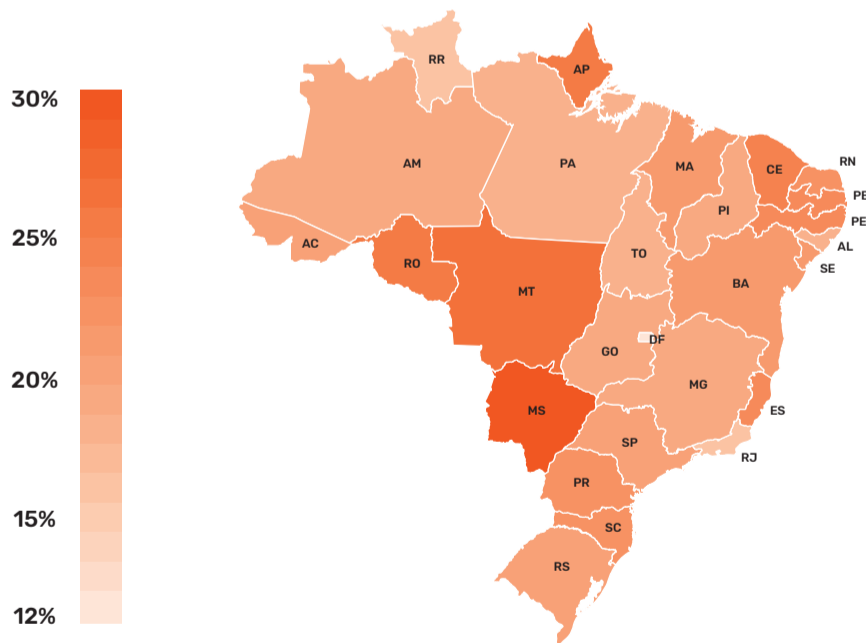 30%
25%
20%
15%
12%
RR
AP
AM
PA
MA
CE
RN
PI
PE
PE
AL
SE
AC
RO
TO
BA
MT
GO
DF
MG
MS
ES
SP
RJ
PR
SC
RS